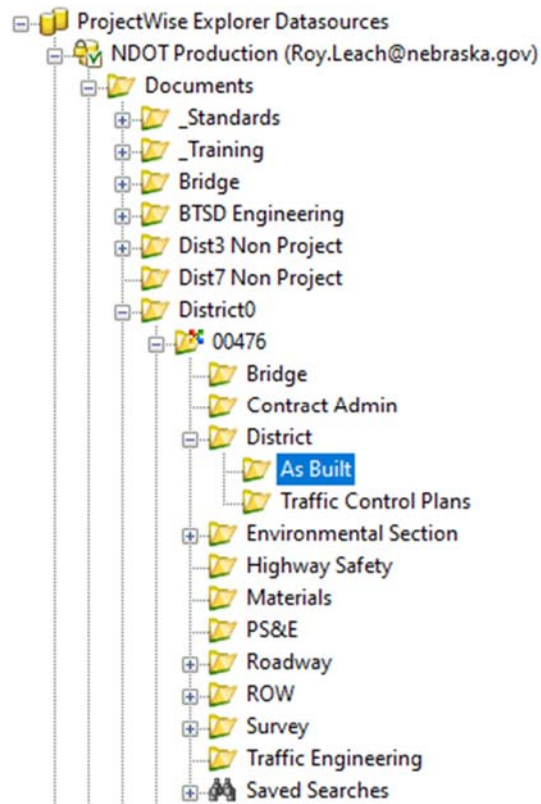 ProjectWise Explorer Datasources
NDOT Production (Roy.Leach@nebraska.gov)
Documents
_Standards
_Training
Bridge
BTSD Engineering
Dist3 Non Project
Dist7 Non Project
District0
00476
Bridge
Contract Admin
District
As Built
Traffic Control Plans
Environmental Section
Highway Safety
Materials
PS&E
Roadway
ROW
Survey
Traffic Engineering
Saved Searches